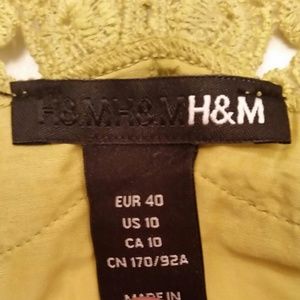 H&MH&MH&M
EUR 40
US 10
CA 10
CN 170/92A
MADE IN